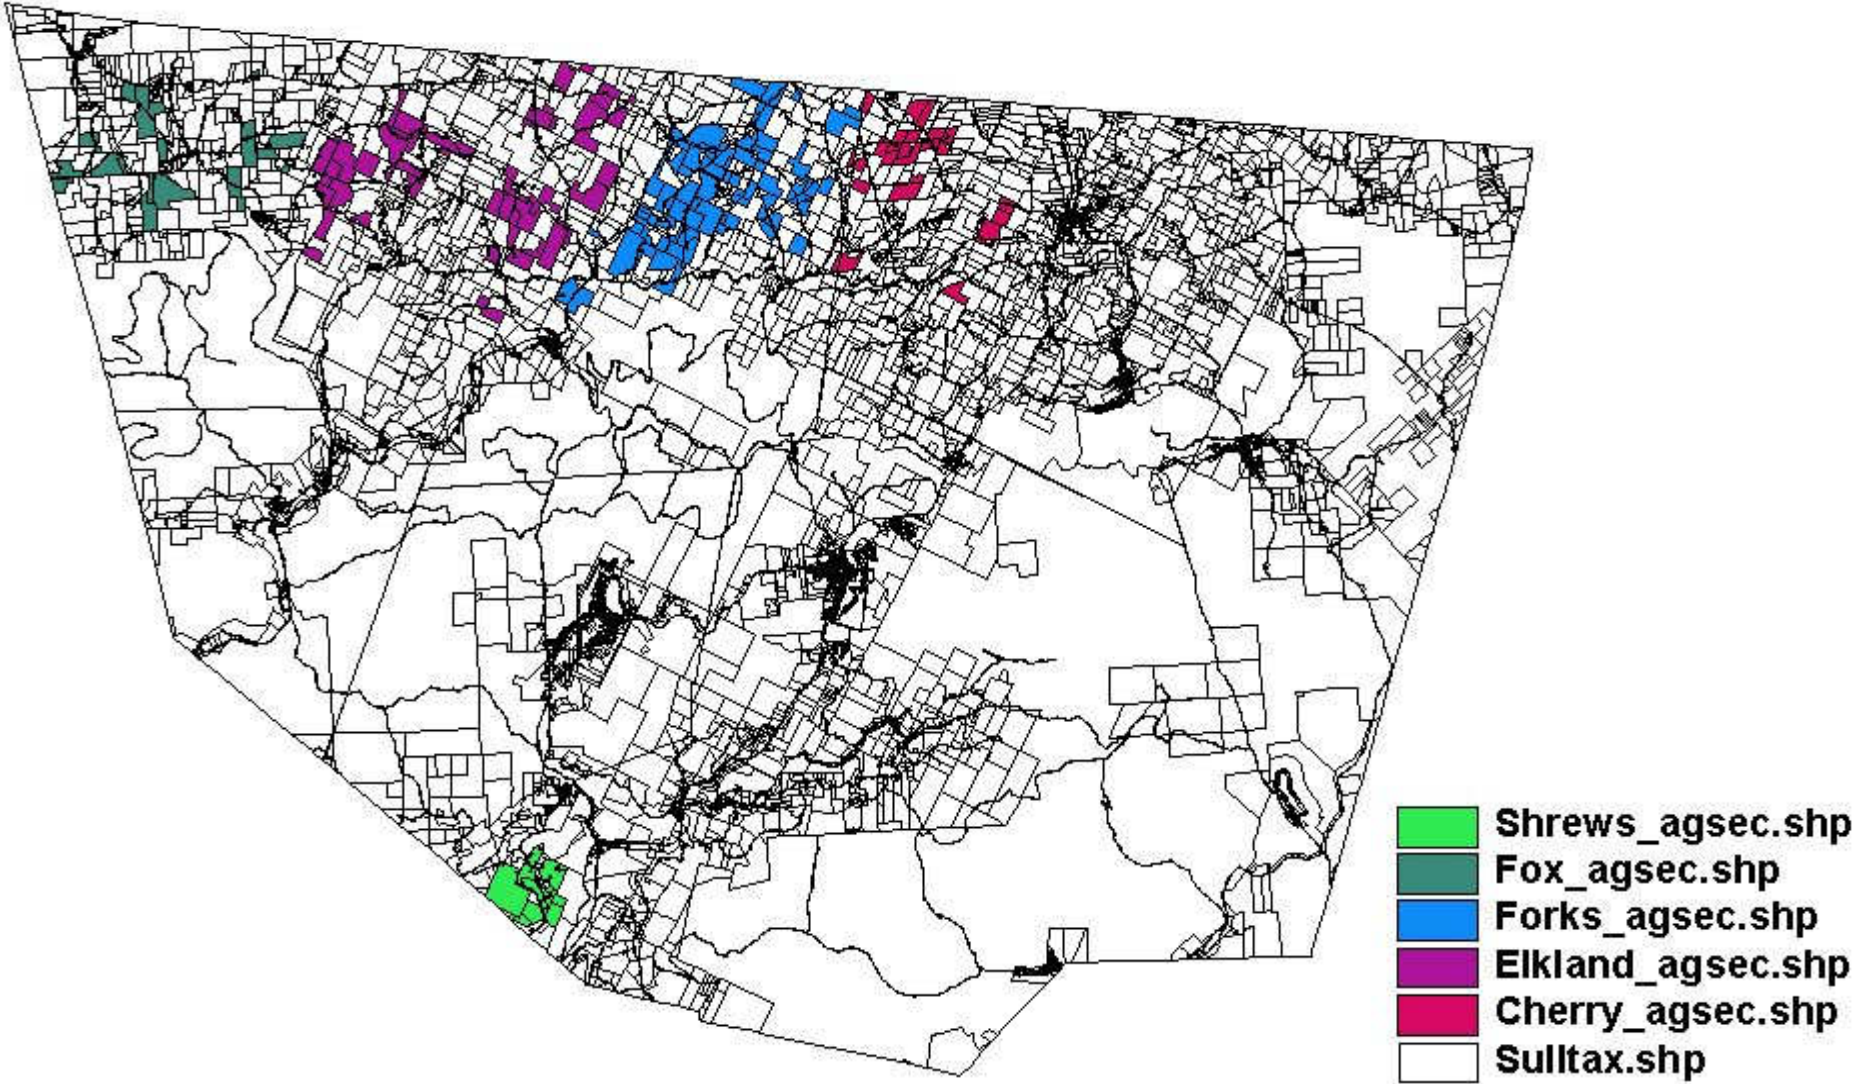 Shrews_agsec.shp
Fox_agsec.shp
Forks_agsec.shp
Elkland_agsec.shp
Cherry_agsec.shp
Sulltax.shp